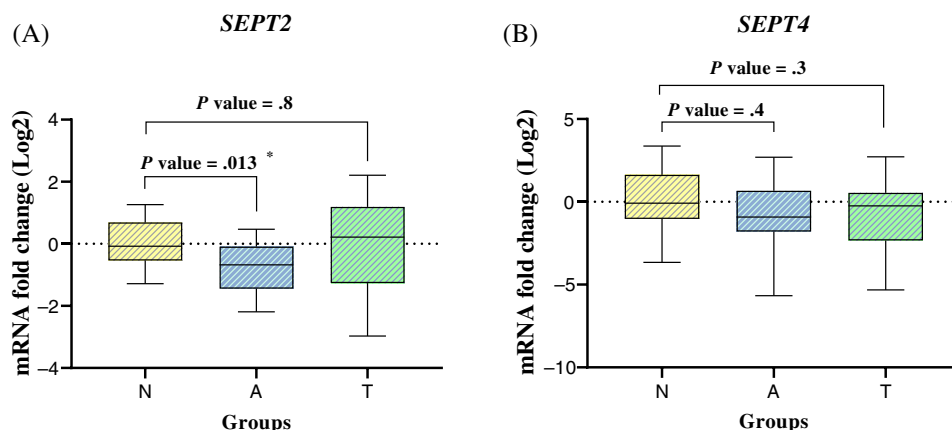 (A)
SEPT2
P value = .8
P value = .013 *
mRNA fold change (Log2)
4
2
0
−2
−4
N
A
T
Groups
(B)
SEPT4
P value = .3
P value = .4
mRNA fold change (Log2)
5
0
−5
−10
N
A
T
Groups